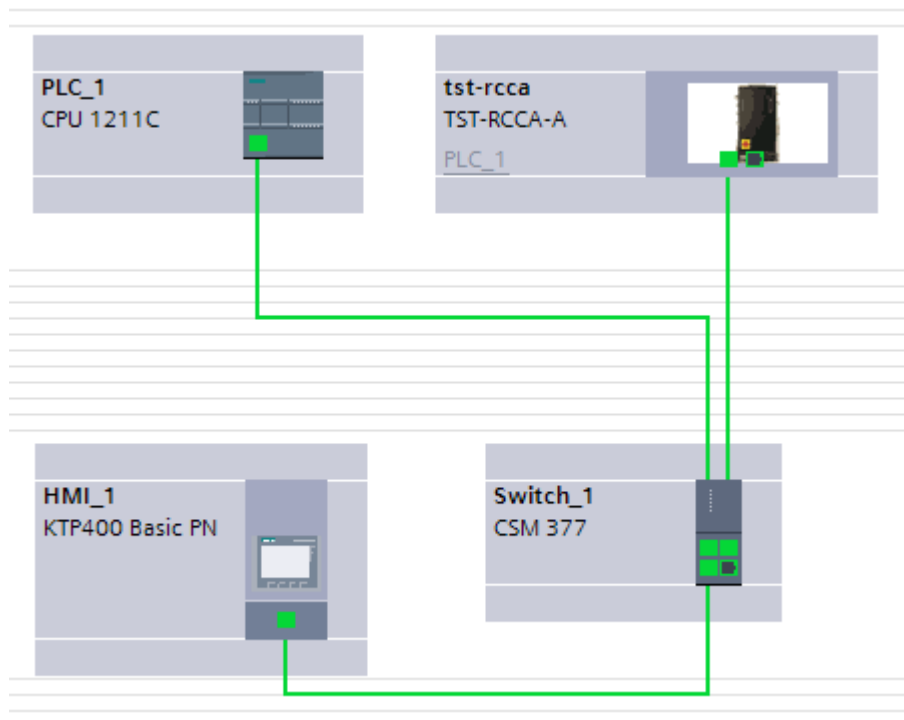 PLC_1
CPU 1211C
tst-rcca
TST-RCCA-A
PLC_1
HMI_1
KTP400 Basic PN
Switch_1
CSM 377